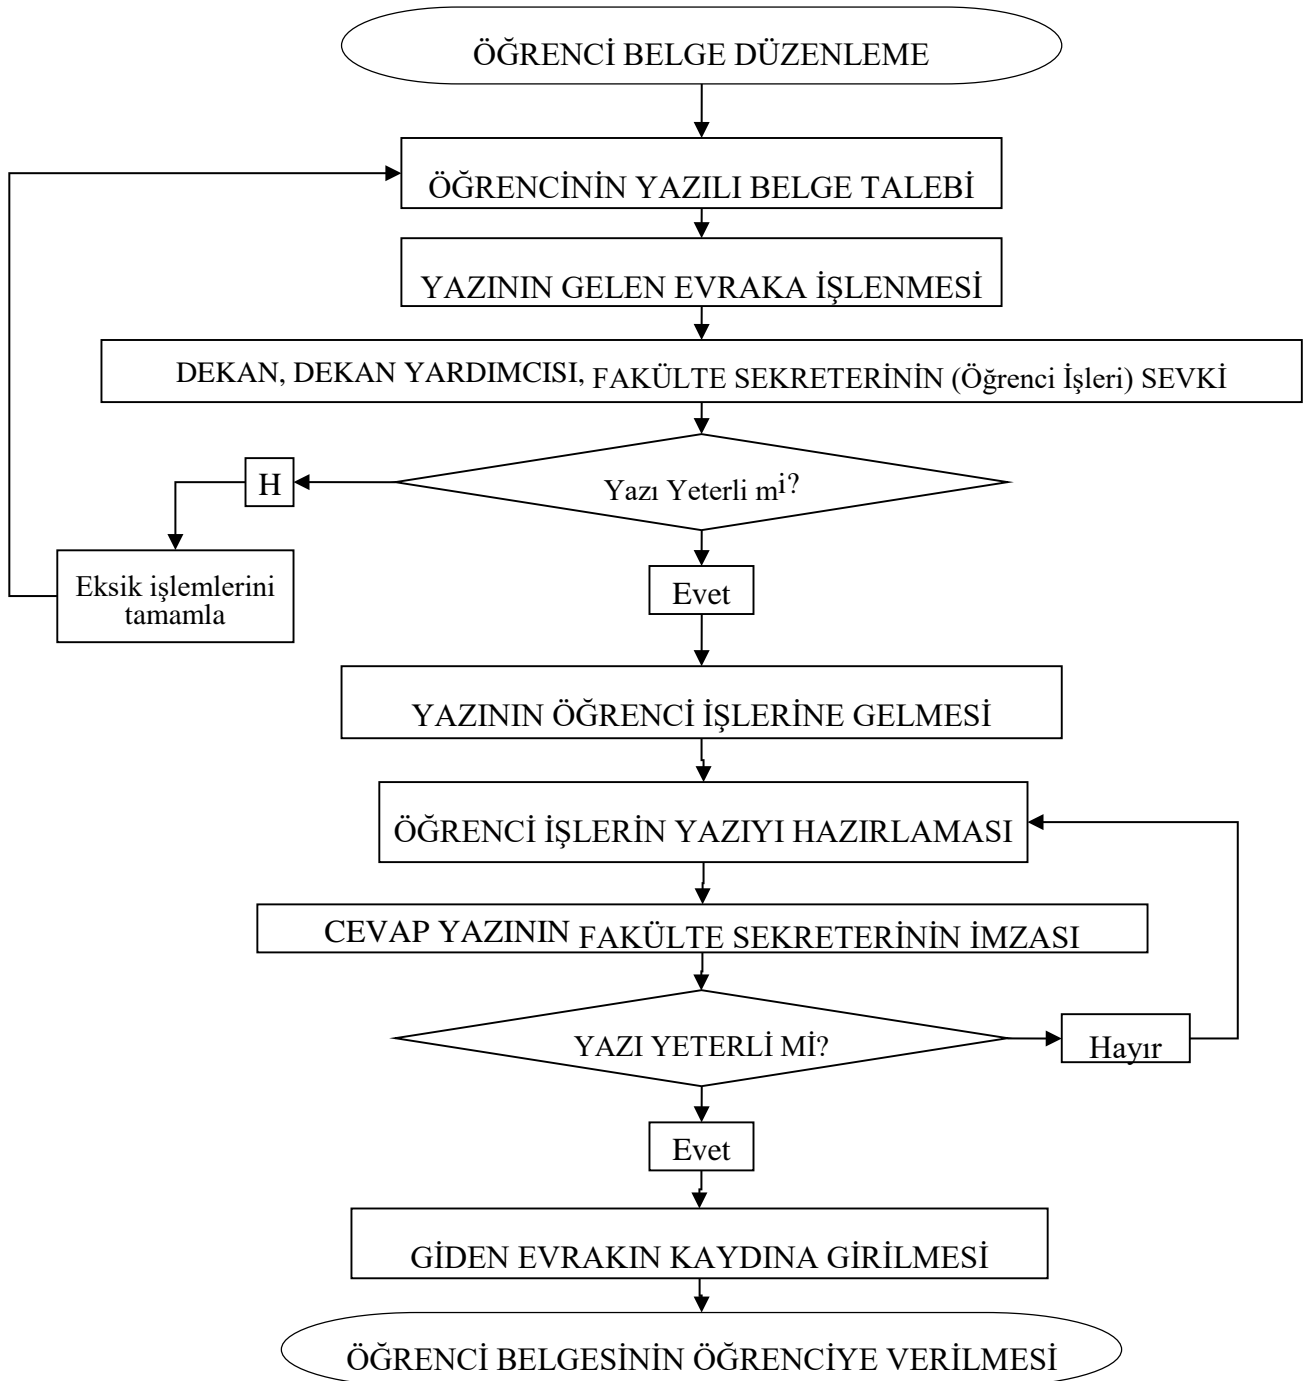 ÖĞRENCİ BELGE DÜZENLEME
ÖĞRENCİNİN YAZILI BELGE TALEBİ
YAZININ GELEN EVRAKA İŞLENMESİ
DEKAN, DEKAN YARDIMCISI, FAKÜLTE SEKRETERİNİN (Öğrenci İşleri) SEVKİ
Yazı Yeterli mi?
H
Eksik işlemlerini
tamamla
Evet
YAZININ ÖĞRENCİ İŞLERİNE GELMESİ
ÖĞRENCİ İŞLERİN YAZIYI HAZIRLAMASI
CEVAP YAZININ FAKÜLTE SEKRETERİNİN İMZASI
YAZI YETERLİ Mİ?
Hayır
Evet
GİDEN EVRAKIN KAYDINA GİRİLMESİ
ÖĞRENCİ BELGESİNİN ÖĞRENCİYE VERİLMESİ